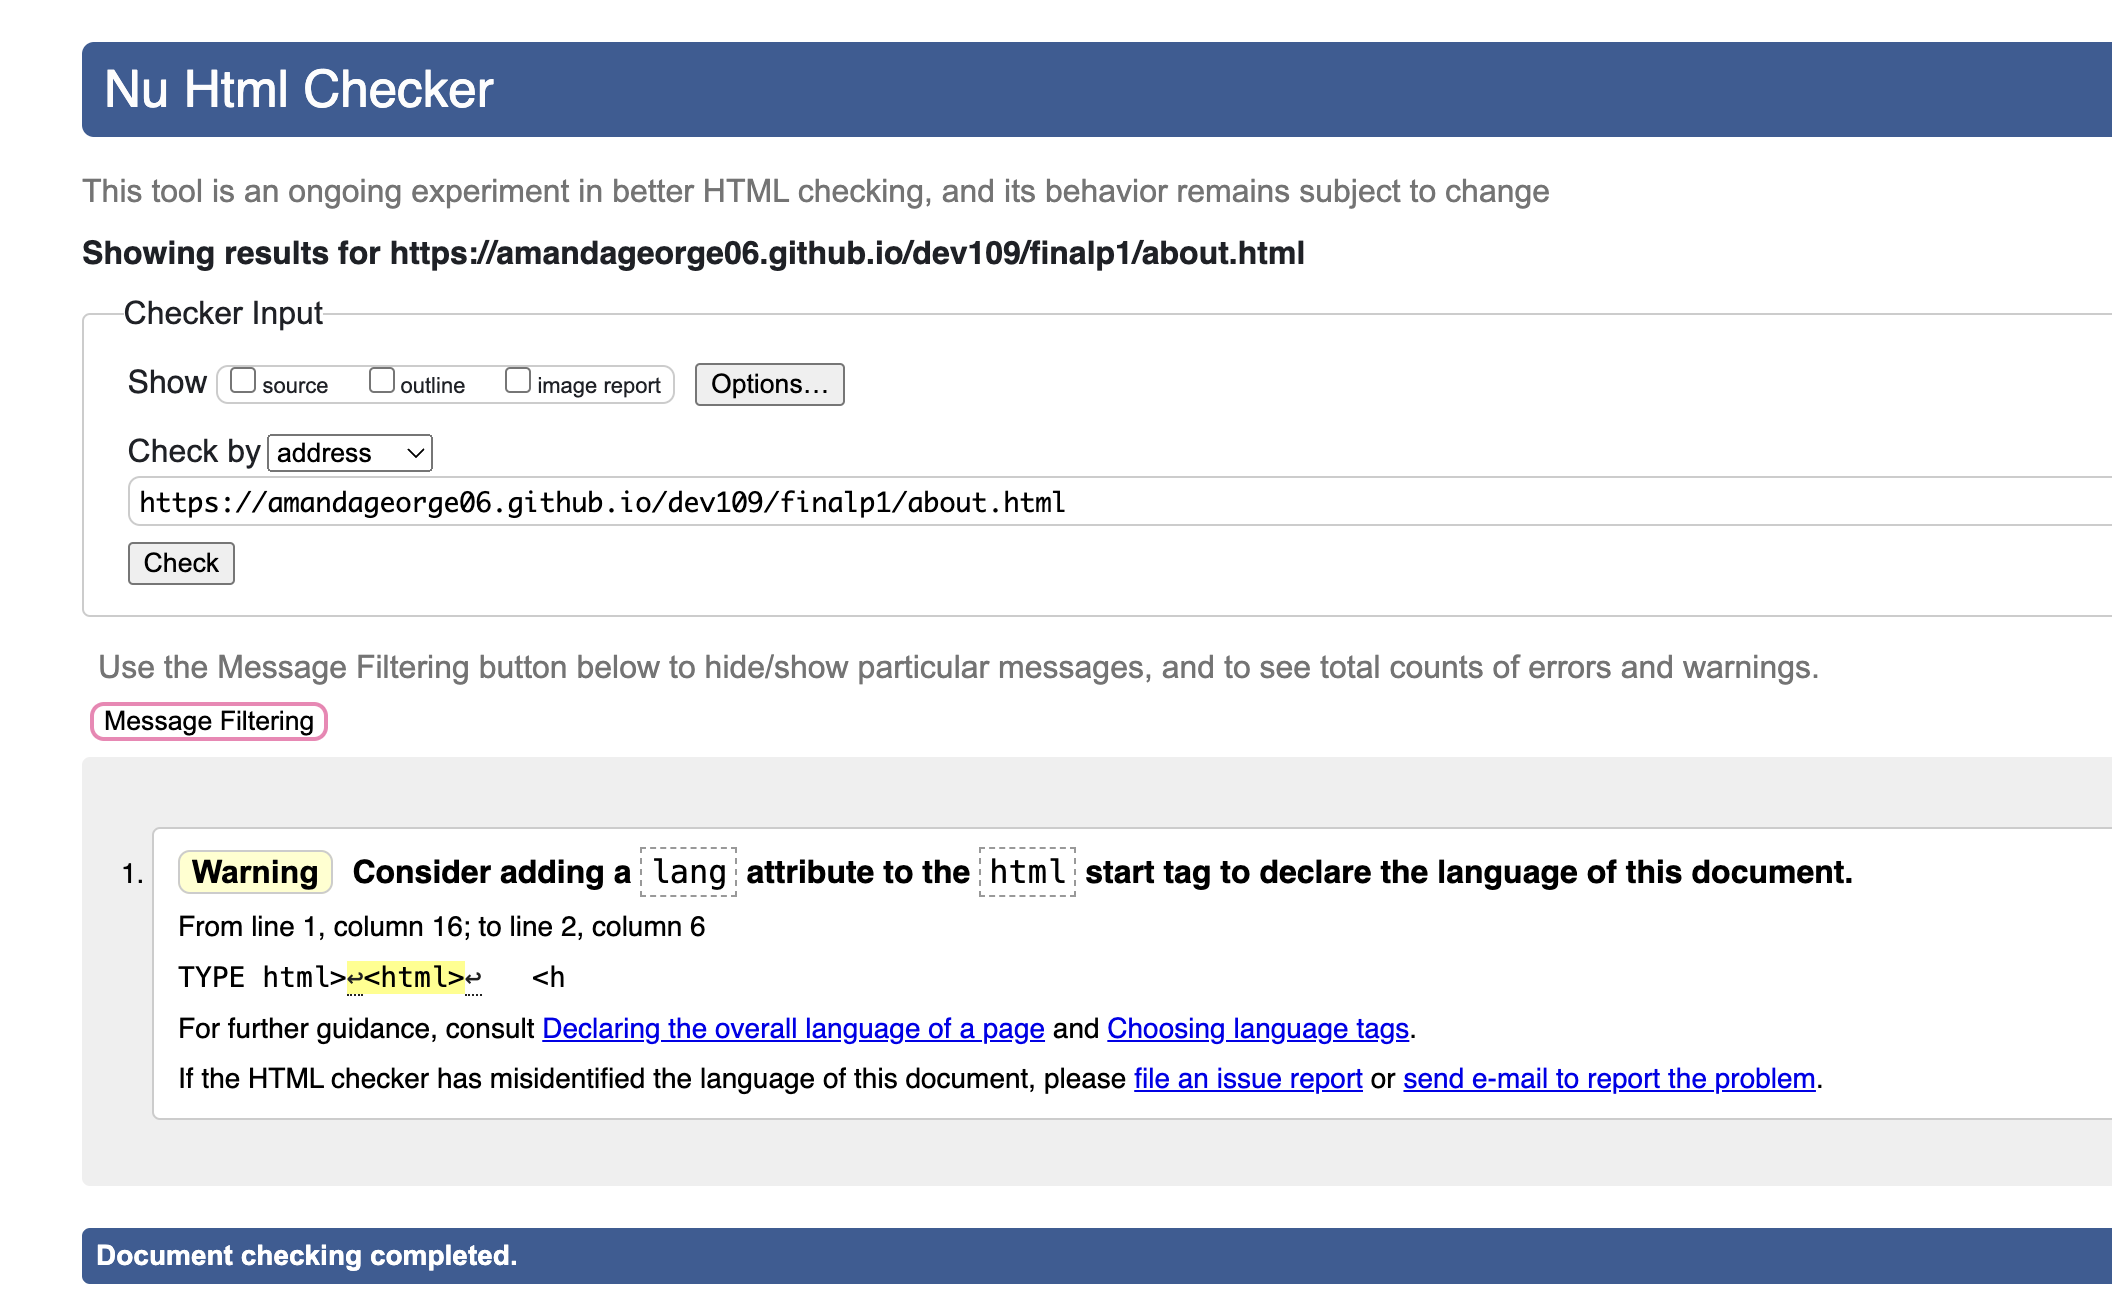 Nu Html Checker
This tool is an ongoing experiment in better HTML checking, and its behavior remains subject to change
Showing results for https://amandageorge06.github.io/dev109/finalp1/about.html
Checker Input
Show source outline image report Options...
Check by address
https://amandageorge06.github.io/dev109/finalp1/about.html
Check
Use the Message Filtering button below to hide/show particular messages, and to see total counts of errors and warnings.
Message Filtering
1. Warning Consider adding a lang attribute to the html start tag to declare the language of this document.
From line 1, column 16; to line 2, column 6
TYPE html>↩<html>↩ <h
For further guidance, consult Declaring the overall language of a page and Choosing language tags.
If the HTML checker has misidentified the language of this document, please file an issue report or send e-mail to report the problem.
Document checking completed.